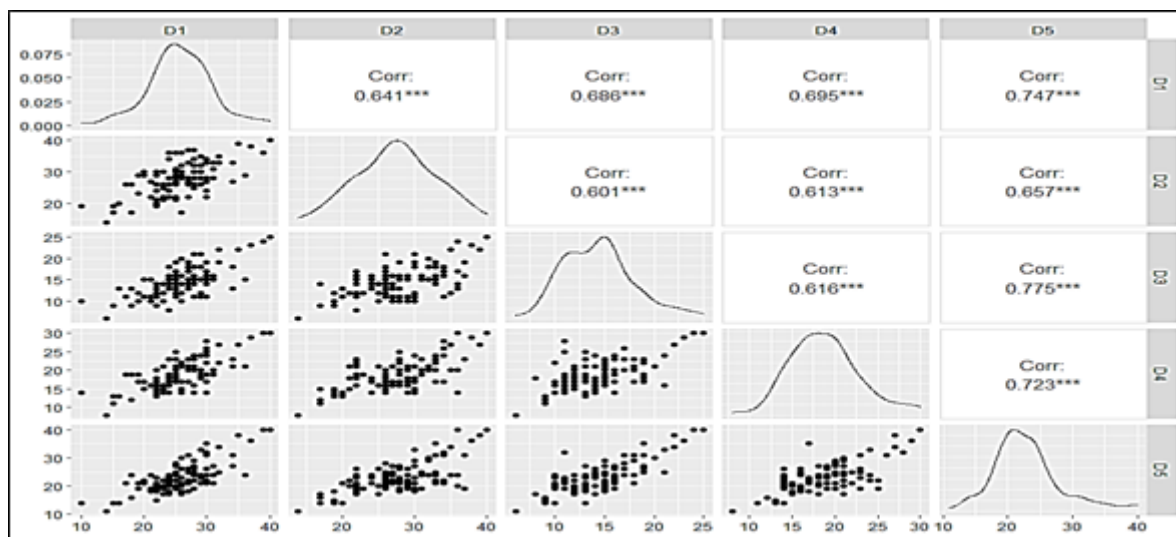 D1 D2 D3 D4 D5
0.075
0.050
0.025
0.000
Corr:
0.641***
Corr:
0.686***
Corr:
0.695***
Corr:
0.747***
D1
40
30
20
Corr:
0.601***
Corr:
0.613***
Corr:
0.657***
D2
25
20
15
10
Corr:
0.616***
Corr:
0.775***
D3
30
25
20
15
10
Corr:
0.723***
D4
40
30
20
10
D5
10 20 30 40
20 30 40
10 15 20 25
10 15 20 25 30
10 20 30 40